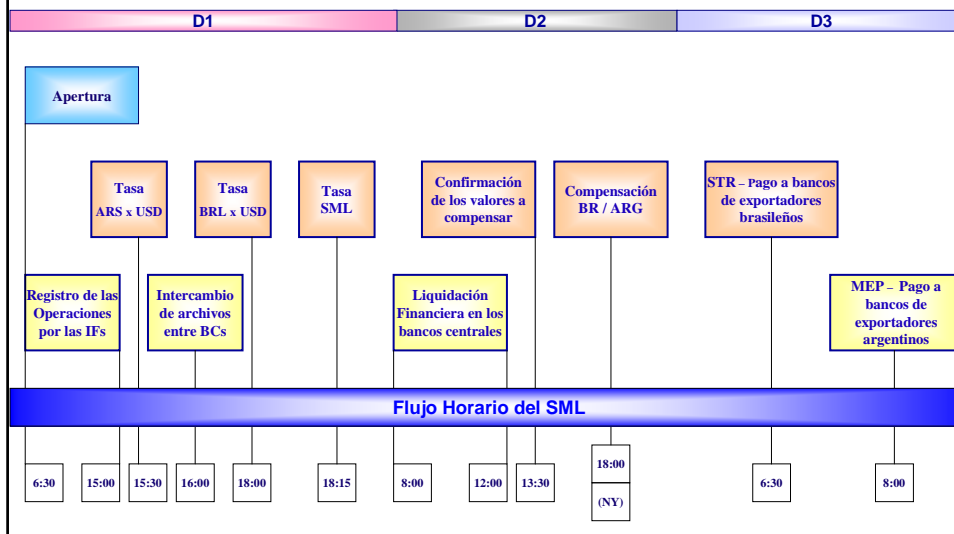 D1
D2
D3
Apertura
Tasa
ARS x USD
Tasa
BRL x USD
Tasa
SML
Confirmación
de los valores a
compensar
Compensación
BR / ARG
STR – Pago a bancos
de exportadores
brasileños
Registro de las
Operaciones
por las IFs
Intercambio
de archivos
entre BCs
Liquidación
Financiera en los
bancos centrales
MEP – Pago a
bancos de
exportadores
argentinos
Flujo Horario del SML
6:30
15:00
15:30
16:00
18:00
18:15
8:00
12:00
13:30
18:00
(NY)
6:30
8:00